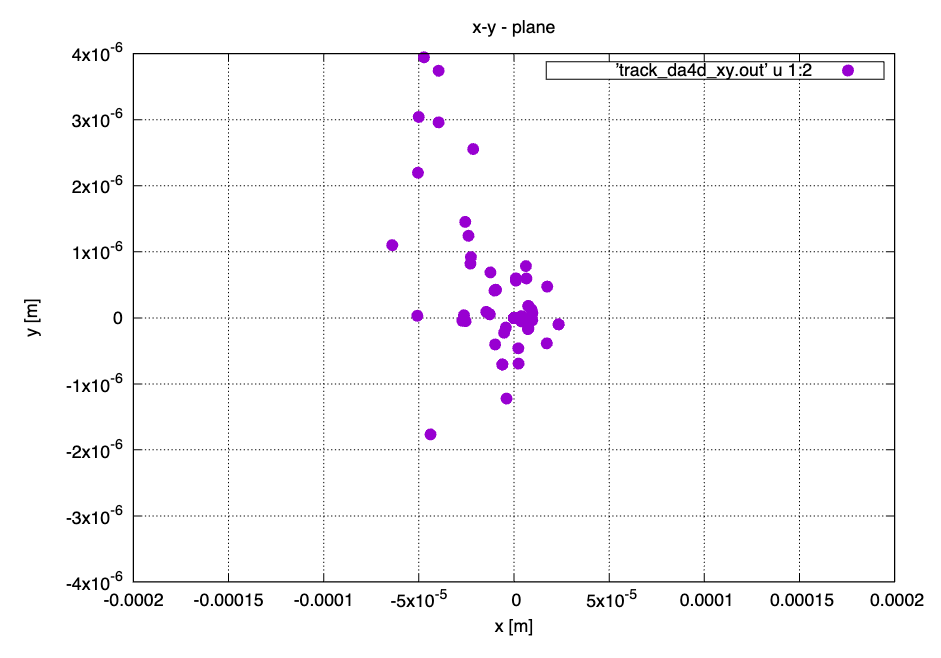 x-y - plane
'track_da4d_xy.out' u 1:2
4x10-6
3x10-6
2x10-6
1x10-6
0
-1x10-6
-2x10-6
-3x10-6
-4x10-6
y [m]
-0.0002 -0.00015 -0.0001 -5x10-5 0 5x10-5 0.0001 0.00015 0.0002
x [m]